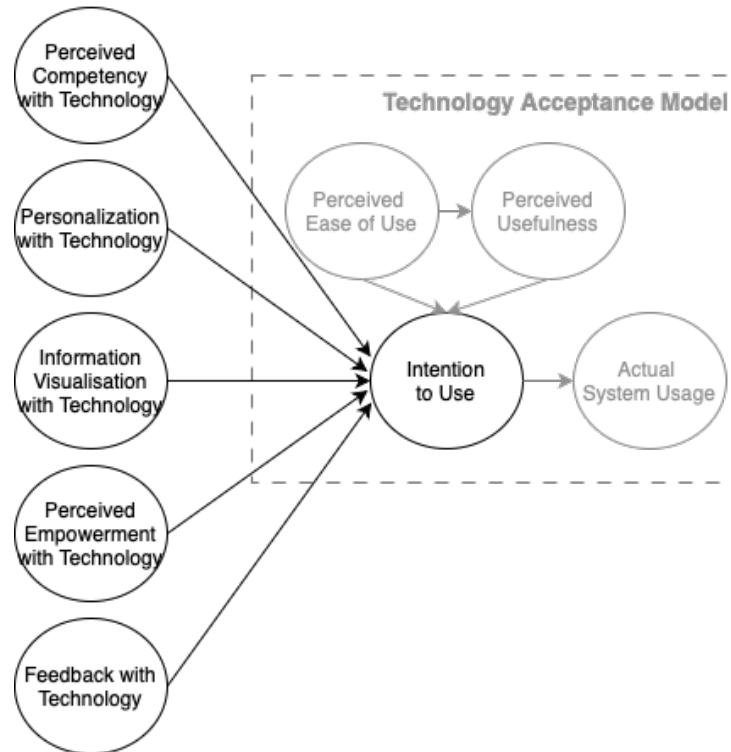 Perceived
Competency
with Technology
Technology Acceptance Model
Personalization
with Technology
Perceived
Ease of Use
Perceived
Usefulness
Information
Visualisation
with Technology
Intention
to Use
Actual
System Usage
Perceived
Empowerment
with Technology
Feedback with
Technology